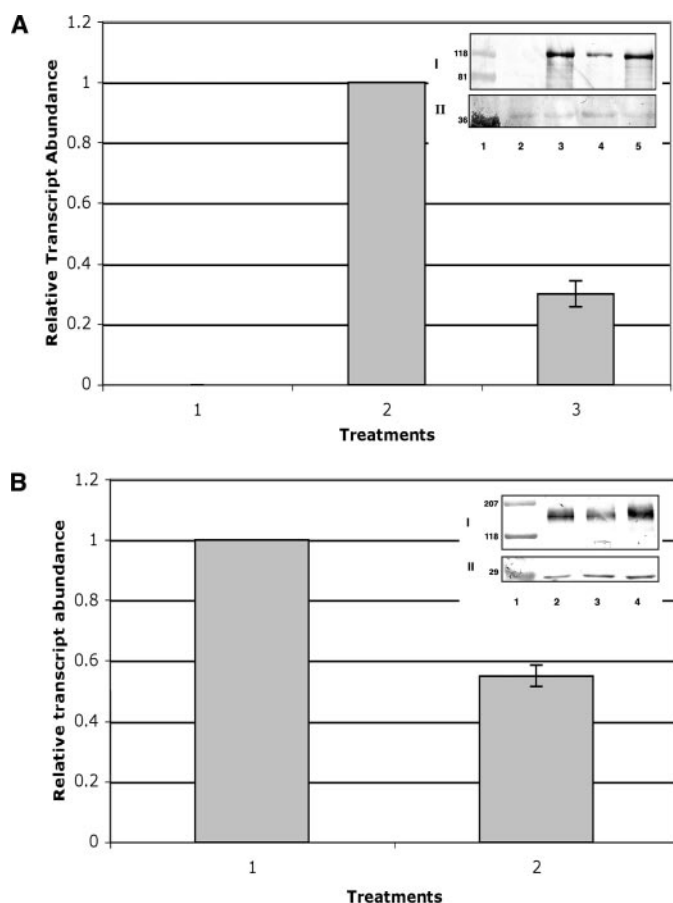 A
Relative Transcript Abundance
1.2
1
0.8
0.6
0.4
0.2
0
1 2 3
Treatments
I
118
81
II
36
1 2 3 4 5
B
Relative transcript abundance
1.2
1
0.8
0.6
0.4
0.2
0
1 2
Treatments
I
207
118
II
29
1 2 3 4